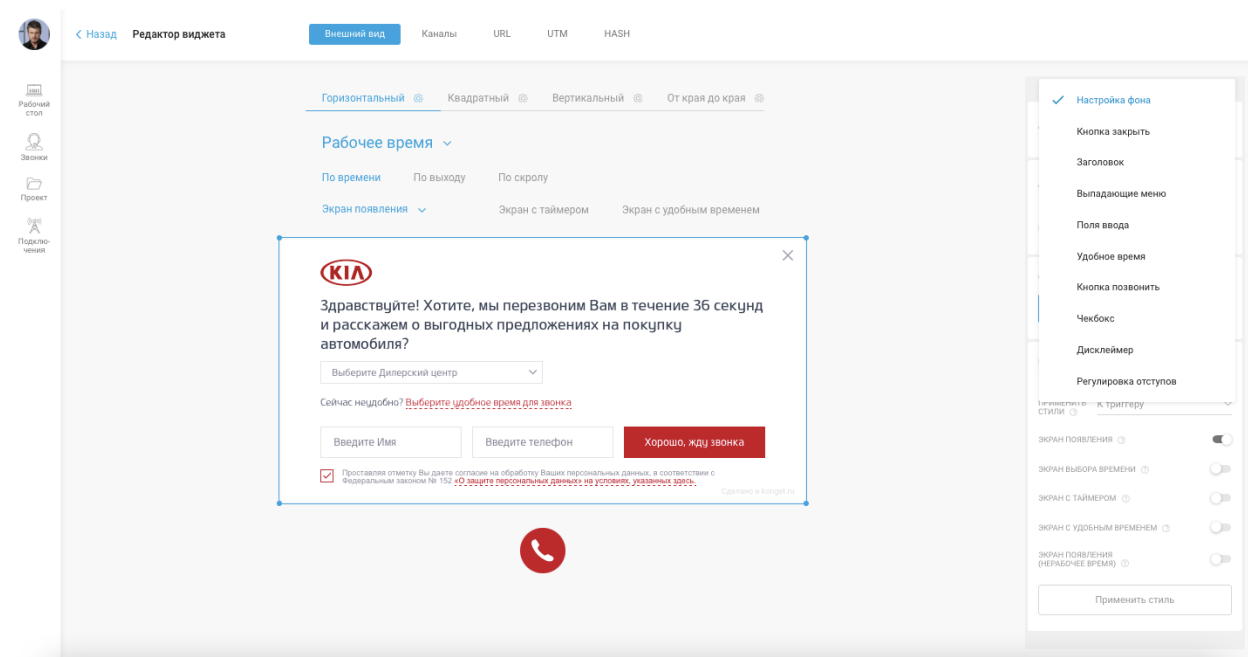 Назад Редактор виджета Внешний вид Каналы URL UTM HASH
Рабочий
стол
Звонки
Проект
Подклю-
чения
Горизонтальный Квадратный Вертикальный От края до края
Рабочее время
По времени По выходу По скролу
Экран появления Экран с таймером Экран с удобным временем
KIA
Здравствуйте! Хотите, мы перезвоним Вам в течение 36 секунд
и расскажем о выгодных предложениях на покупку
автомобиля?
Выберите Дилерский центр
Сейчас неудобно? Выберите удобное время для звонка
Введите Имя Введите телефон Хорошо, жду звонка
Проставляя отметку Вы даете согласие на обработку Ваших персональных данных, в соответствии с
Федеральным законом № 152 «О защите персональных данных» на условиях, указанных здесь.
Сделано в konget.ru
Настройка фона
Кнопка закрыть
Заголовок
Выпадающие меню
Поля ввода
Удобное время
Кнопка позвонить
Чекбокс
Дисклеймер
Регулировка отступов
ПРИМЕНИТЬ
СТИЛИ К триггеру
ЭКРАН ПОЯВЛЕНИЯ
ЭКРАН ВЫБОРА ВРЕМЕНИ
ЭКРАН С ТАЙМЕРОМ
ЭКРАН С УДОБНЫМ ВРЕМЕНЕМ
ЭКРАН ПОЯВЛЕНИЯ
(НЕРАБОЧЕЕ ВРЕМЯ)
Применить стиль